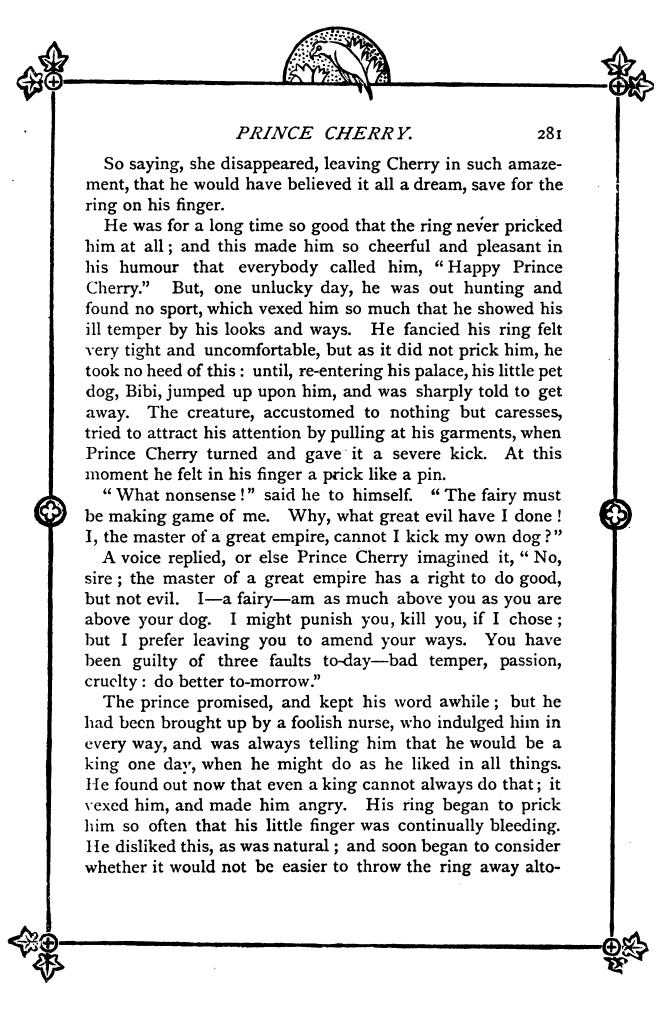 PRINCE CHERRY. 281
So saying, she disappeared, leaving Cherry in such amaze-
ment, that he would have believed it all a dream, save for the
ring on his finger.
He was for a long time so good that the ring never pricked
him at all; and this made him so cheerful and pleasant in
his humour that everybody called him, “Happy Prince
Cherry.” But, one unlucky day, he was out hunting and
found no sport, which vexed him so much that he showed his
ill temper by his looks and ways. He fancied his ring felt
very tight and uncomfortable, but as it did not prick him, he
took no heed of this: until, re-entering his palace, his little pet
dog, Bibi, jumped up upon him, and was sharply told to get
away. The creature, accustomed to nothing but caresses,
tried to attract his attention by pulling at his garments, when
Prince Cherry turned and gave it a severe kick. At this
moment he felt in his finger a prick like a pin.
“What nonsense!” said he to himself. “The fairy must
be making game of me. Why, what great evil have I done!
I, the master of a great empire, cannot I kick my own dog?”
A voice replied, or else Prince Cherry imagined it, “No,
sire; the master of a great empire has a right to do good,
but not evil. I—a fairy—am as much above you as you are
above your dog. I might punish you, kill you, if I chose;
but I prefer leaving you to amend your ways. You have
been guilty of three faults to-day—bad temper, passion,
cruelty: do better to-morrow.”
The prince promised, and kept his word awhile; but he
had been brought up by a foolish nurse, who indulged him in
every way, and was always telling him that he would be a
king one day, when he might do as he liked in all things.
He found out now that even a king cannot always do that; it
vexed him, and made him angry. His ring began to prick
him so often that his little finger was continually bleeding.
He disliked this, as was natural; and soon began to consider
whether it would not be easier to throw the ring away alto-